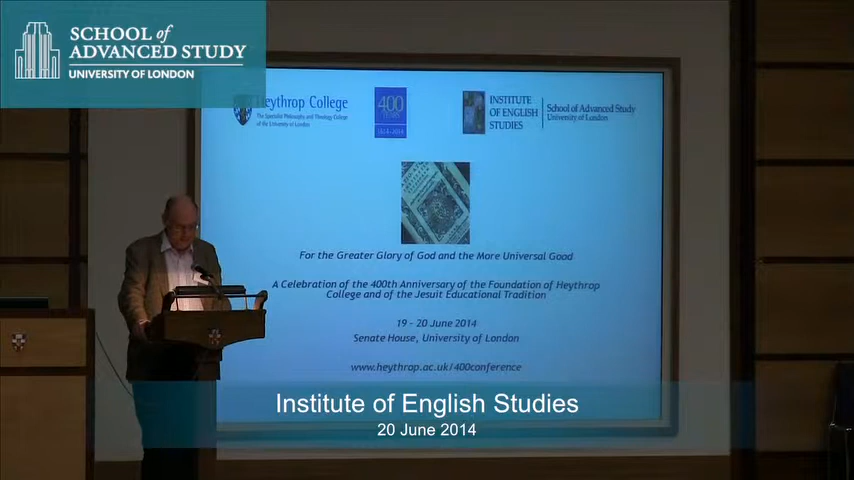 SCHOOL of
ADVANCED STUDY
UNIVERSITY OF LONDON
Heythrop College
The Specialist Philosophy and Theology College
of the University of London
400
YEARS
1614-2014
INSTITUTE
OF ENGLISH
STUDIES
School of Advanced Study
University of London
For the Greater Glory of God and the More Universal Good
A Celebration of the 400th Anniversary of the Foundation of Heythrop
College and of the Jesuit Educational Tradition
19 - 20 June 2014
Senate House, University of London
www.heythrop.ac.uk/400conference
Institute of English Studies
20 June 2014